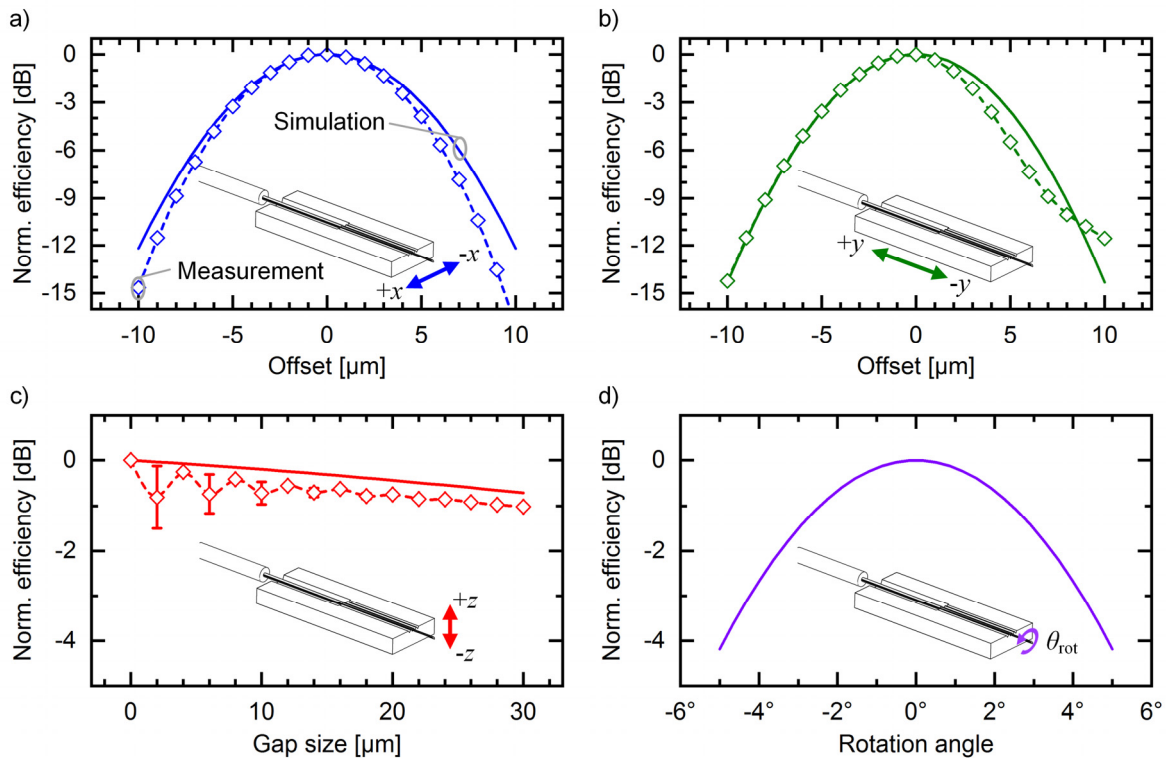 a)
Norm. efficiency [dB]
0
-3
-6
-9
-12
-15
Simulation
Measurement
-x
+x
-10 -5 0 5 10
Offset [µm]
b)
Norm. efficiency [dB]
0
-3
-6
-9
-12
-15
+y
-y
-10 -5 0 5 10
Offset [µm]
c)
Norm. efficiency [dB]
0
-2
-4
+z
-z
0 10 20 30
Gap size [µm]
d)
Norm. efficiency [dB]
0
-2
-4
θrot
-6° -4° -2° 0° 2° 4° 6°
Rotation angle